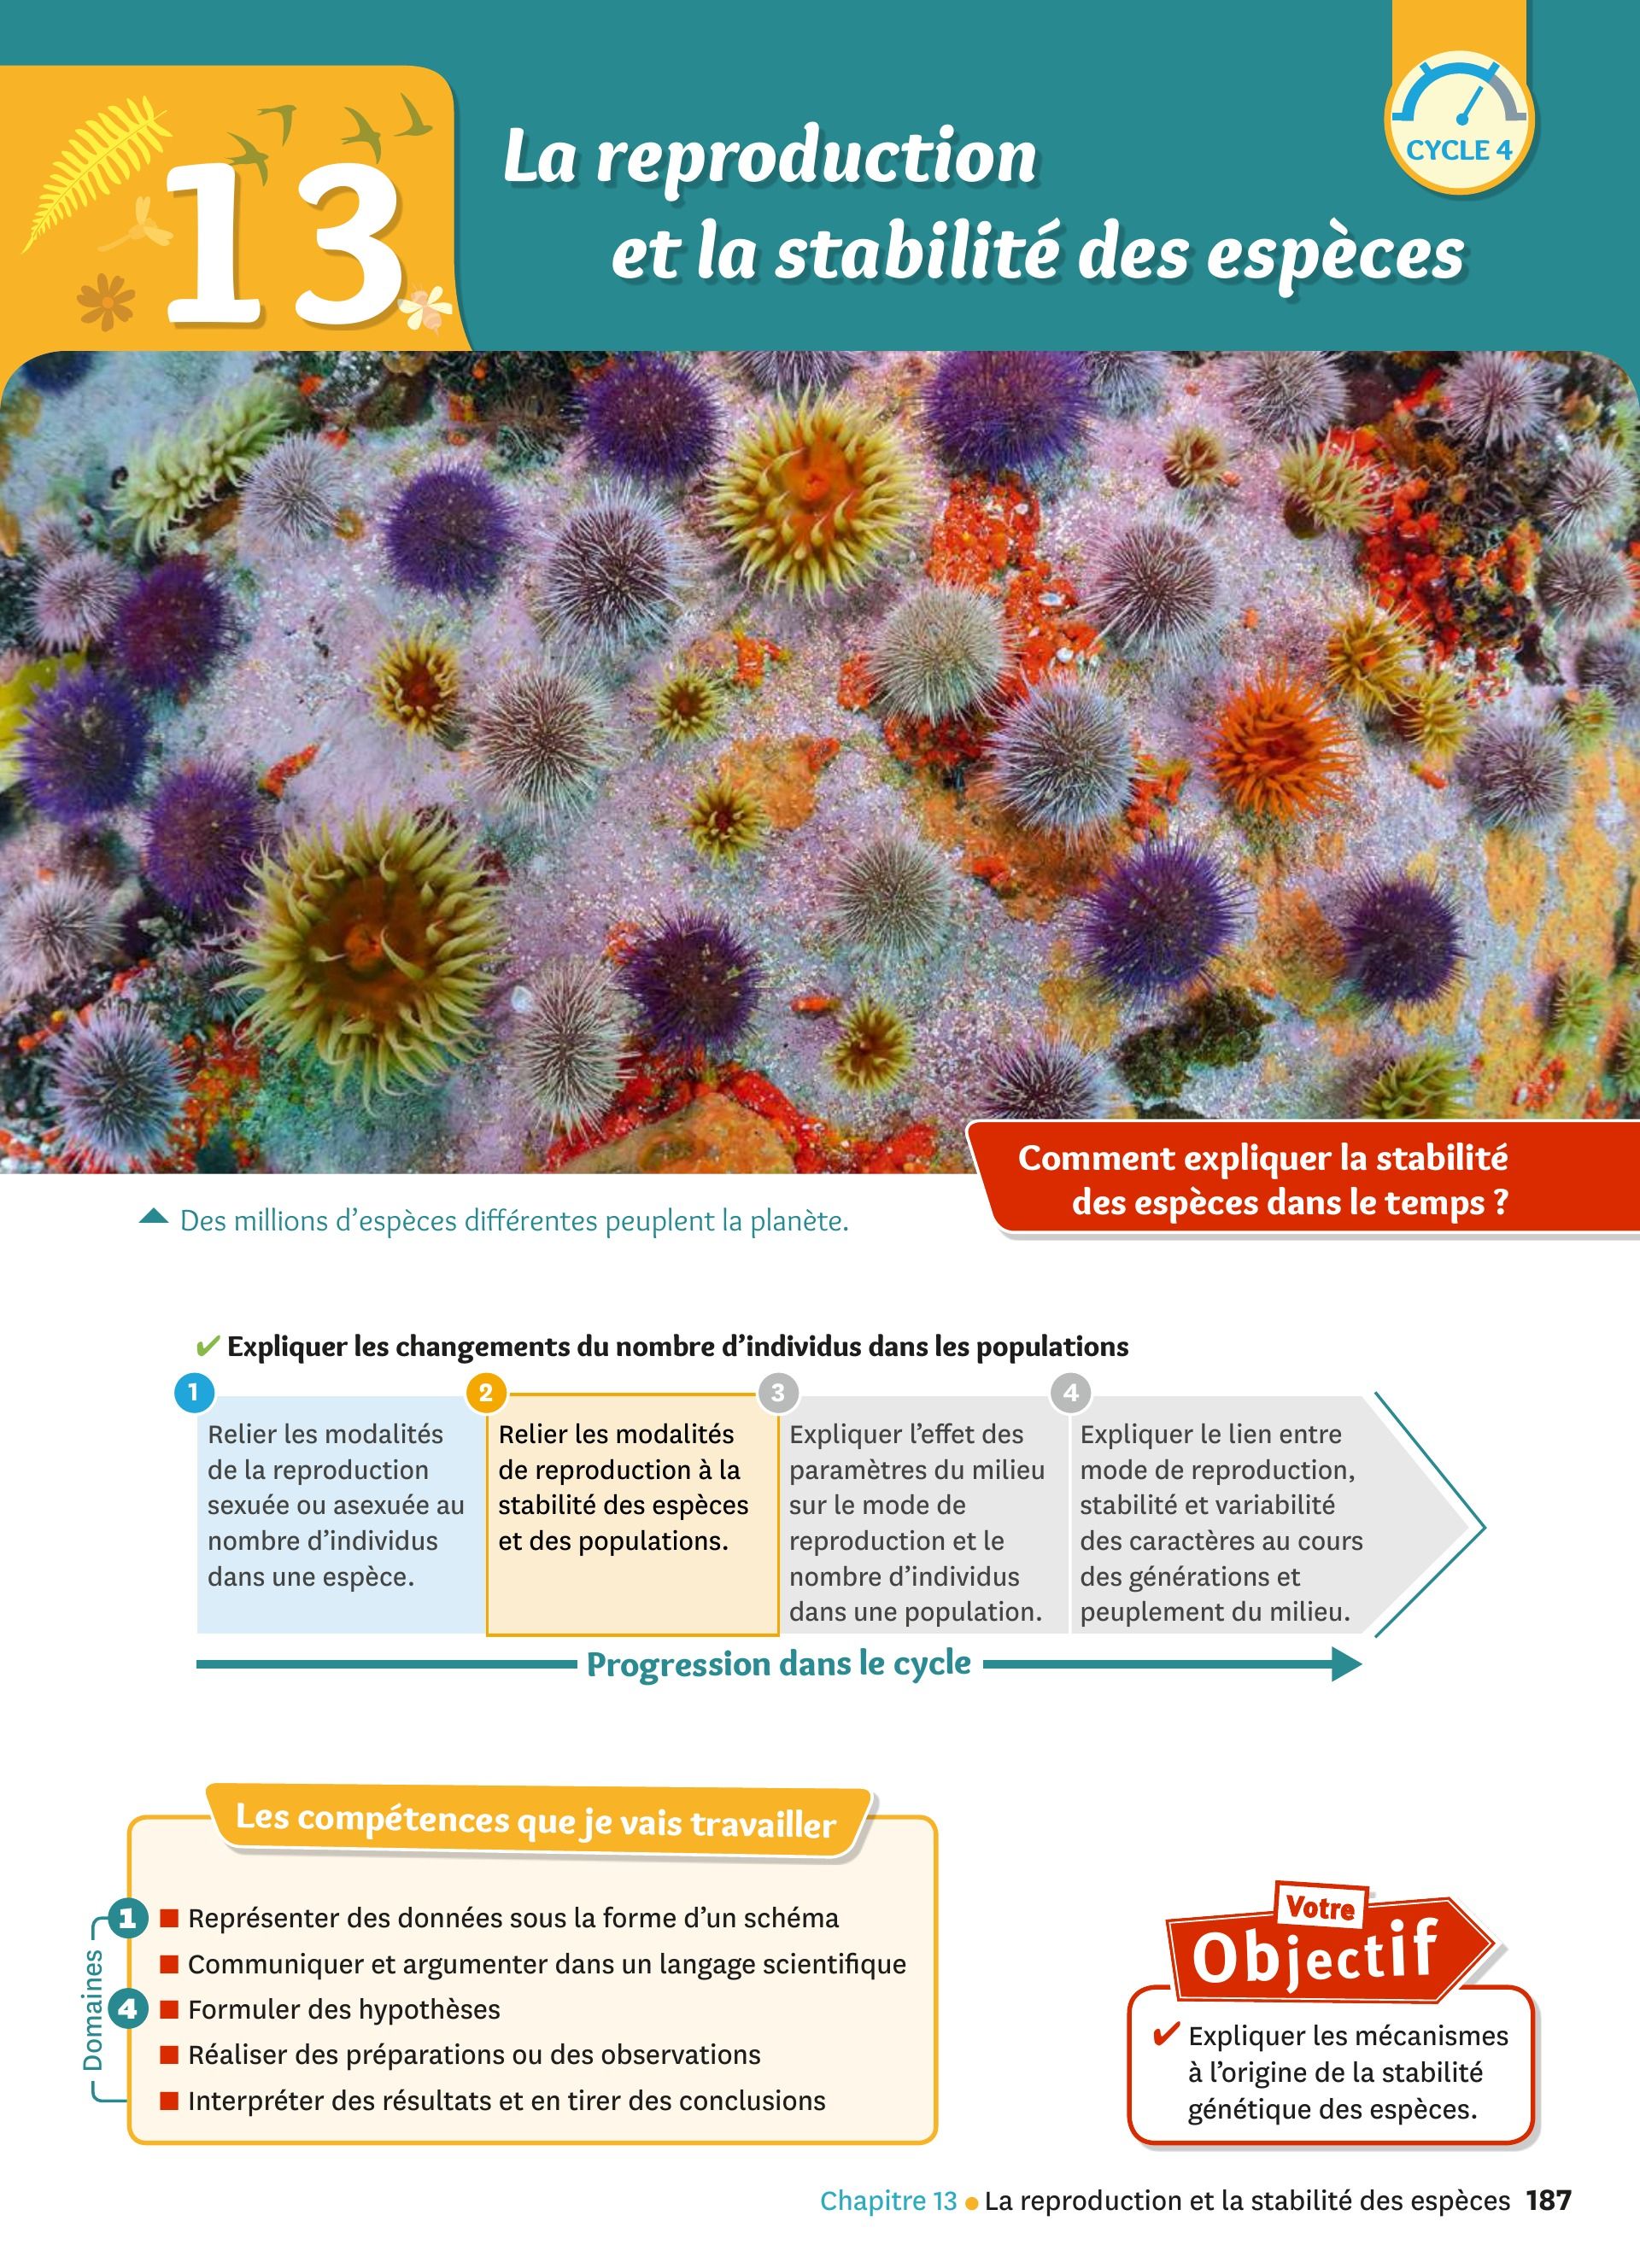 13
La reproduction
et la stabilité des espèces
CYCLE 4
Comment expliquer la stabilité
des espèces dans le temps ?
Des millions d’espèces différentes peuplent la planète.
✔ Expliquer les changements du nombre d’individus dans les populations
1
Relier les modalités
de la reproduction
sexuée ou asexuée au
nombre d’individus
dans une espèce.
2
Relier les modalités
de reproduction à la
stabilité des espèces
et des populations.
3
Expliquer l’effet des
paramètres du milieu
sur le mode de
reproduction et le
nombre d’individus
dans une population.
4
Expliquer le lien entre
mode de reproduction,
stabilité et variabilité
des caractères au cours
des générations et
peuplement du milieu.
Progression dans le cycle
Les compétences que je vais travailler
Domaines
1
■ Représenter des données sous la forme d’un schéma
■ Communiquer et argumenter dans un langage scientifique
4
■ Formuler des hypothèses
■ Réaliser des préparations ou des observations
■ Interpréter des résultats et en tirer des conclusions
Votre
Objectif
✔ Expliquer les mécanismes
à l’origine de la stabilité
génétique des espèces.
Chapitre 13 ● La reproduction et la stabilité des espèces 187